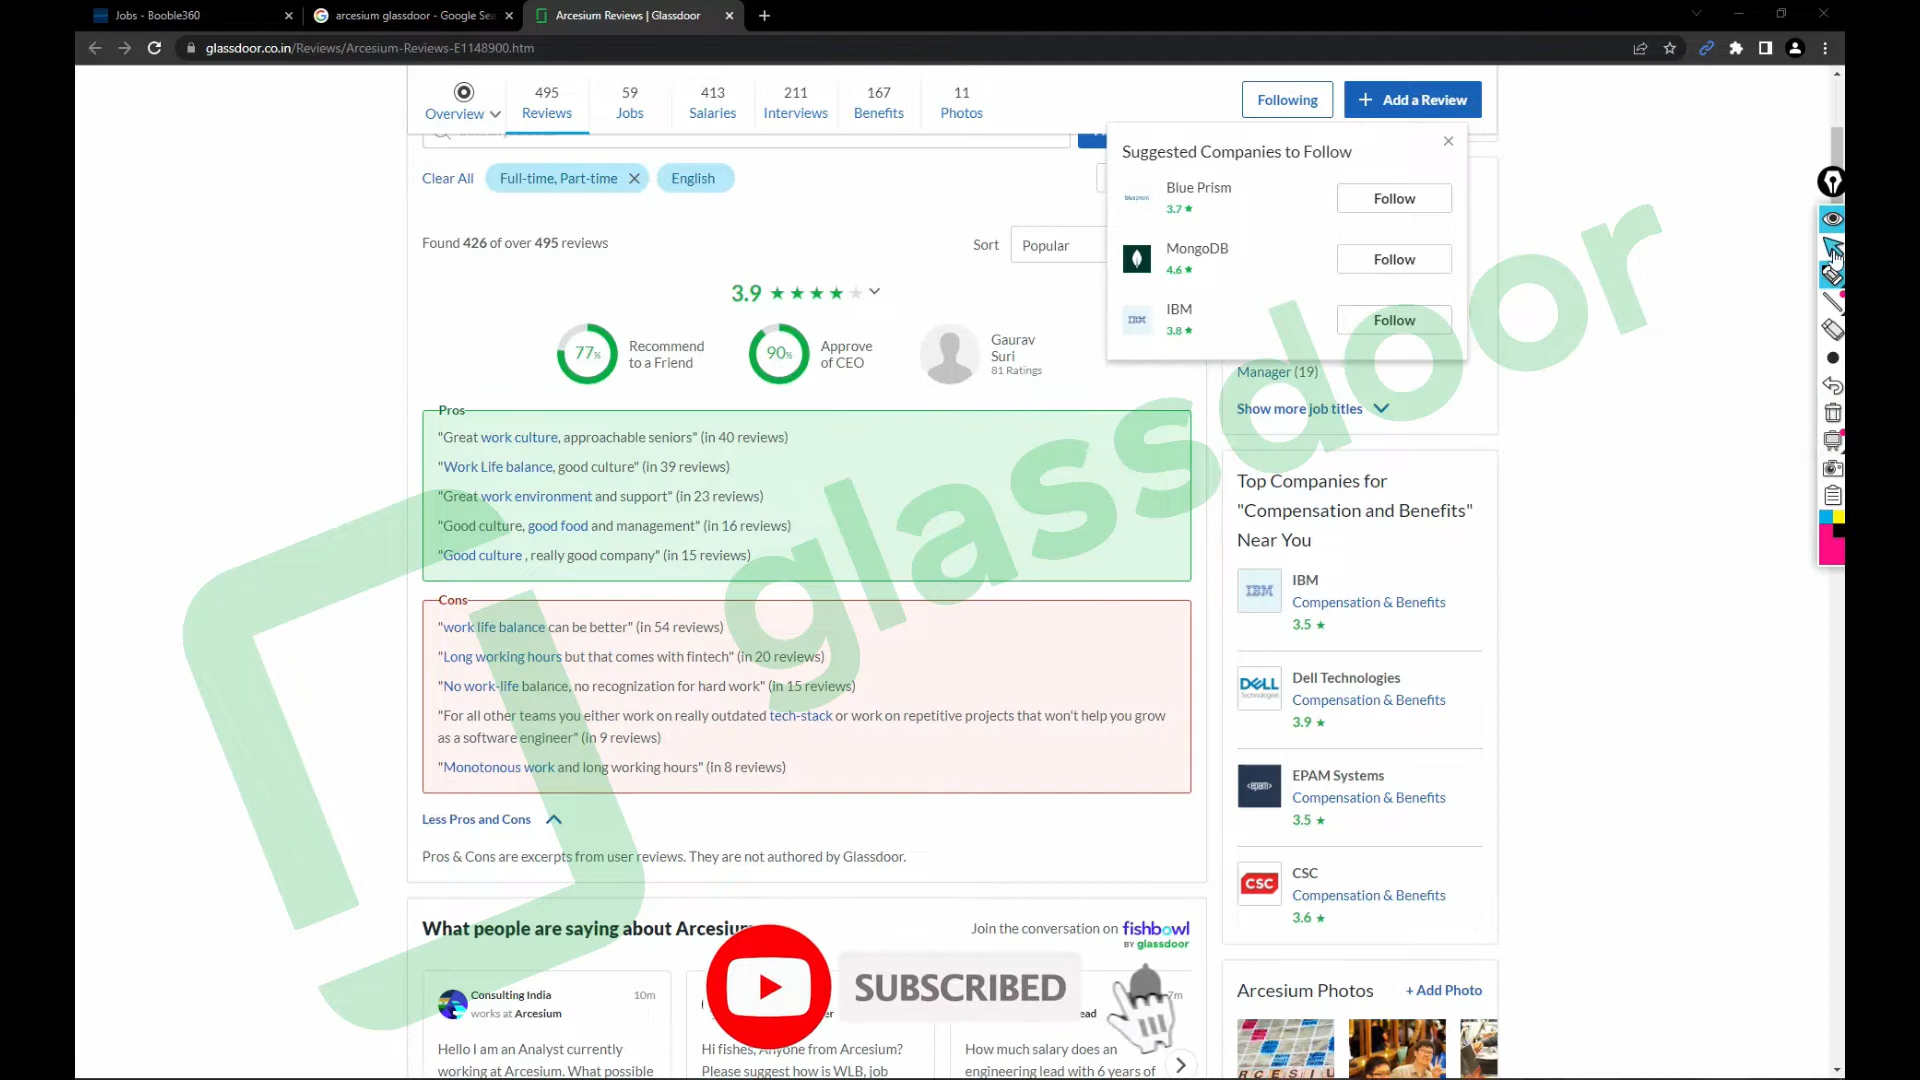 Jobs - Booble360
arcesium glassdoor - Google Sea
Arcesium Reviews | Glassdoor
glassdoor.co.in/Reviews/Arcesium-Reviews-E1148900.htm
Overview
495
Reviews
59
Jobs
413
Salaries
211
Interviews
167
Benefits
11
Photos
Following
+ Add a Review
Clear All
Full-time, Part-time
English
Found 426 of over 495 reviews
Sort
Popular
Suggested Companies to Follow
Blue Prism
3.7 ★
Follow
MongoDB
4.6 ★
Follow
IBM
IBM
3.8 ★
Follow
3.9 ★★★★★
77%
Recommend
to a Friend
90%
Approve
of CEO
Gaurav
Suri
81 Ratings
Manager (19)
Show more job titles
Pros
"Great work culture, approachable seniors" (in 40 reviews)
"Work Life balance, good culture" (in 39 reviews)
"Great work environment and support" (in 23 reviews)
"Good culture, good food and management" (in 16 reviews)
"Good culture , really good company" (in 15 reviews)
Cons
"work life balance can be better" (in 54 reviews)
"Long working hours but that comes with fintech" (in 20 reviews)
"No work-life balance, no recognization for hard work" (in 15 reviews)
"For all other teams you either work on really outdated tech-stack or work on repetitive projects that won't help you grow
as a software engineer" (in 9 reviews)
"Monotonous work and long working hours" (in 8 reviews)
Less Pros and Cons
Pros & Cons are excerpts from user reviews. They are not authored by Glassdoor.
glassdoor
Top Companies for
"Compensation and Benefits"
Near You
IBM
IBM
Compensation & Benefits
3.5 ★
DELL
Technologies
Dell Technologies
Compensation & Benefits
3.9 ★
<epam>
EPAM Systems
Compensation & Benefits
3.5 ★
CSC
CSC
Compensation & Benefits
3.6 ★
What people are saying about Arcesium
Join the conversation on fishbowl
BY glassdoor
Consulting India
works at Arcesium
10m
Hello I am an Analyst currently
working at Arcesium. What possible
Hi fishes, Anyone from Arcesium?
Please suggest how is WLB, job
7m
How much salary does an
engineering lead with 6 years of
SUBSCRIBED
Arcesium Photos
+ Add Photo